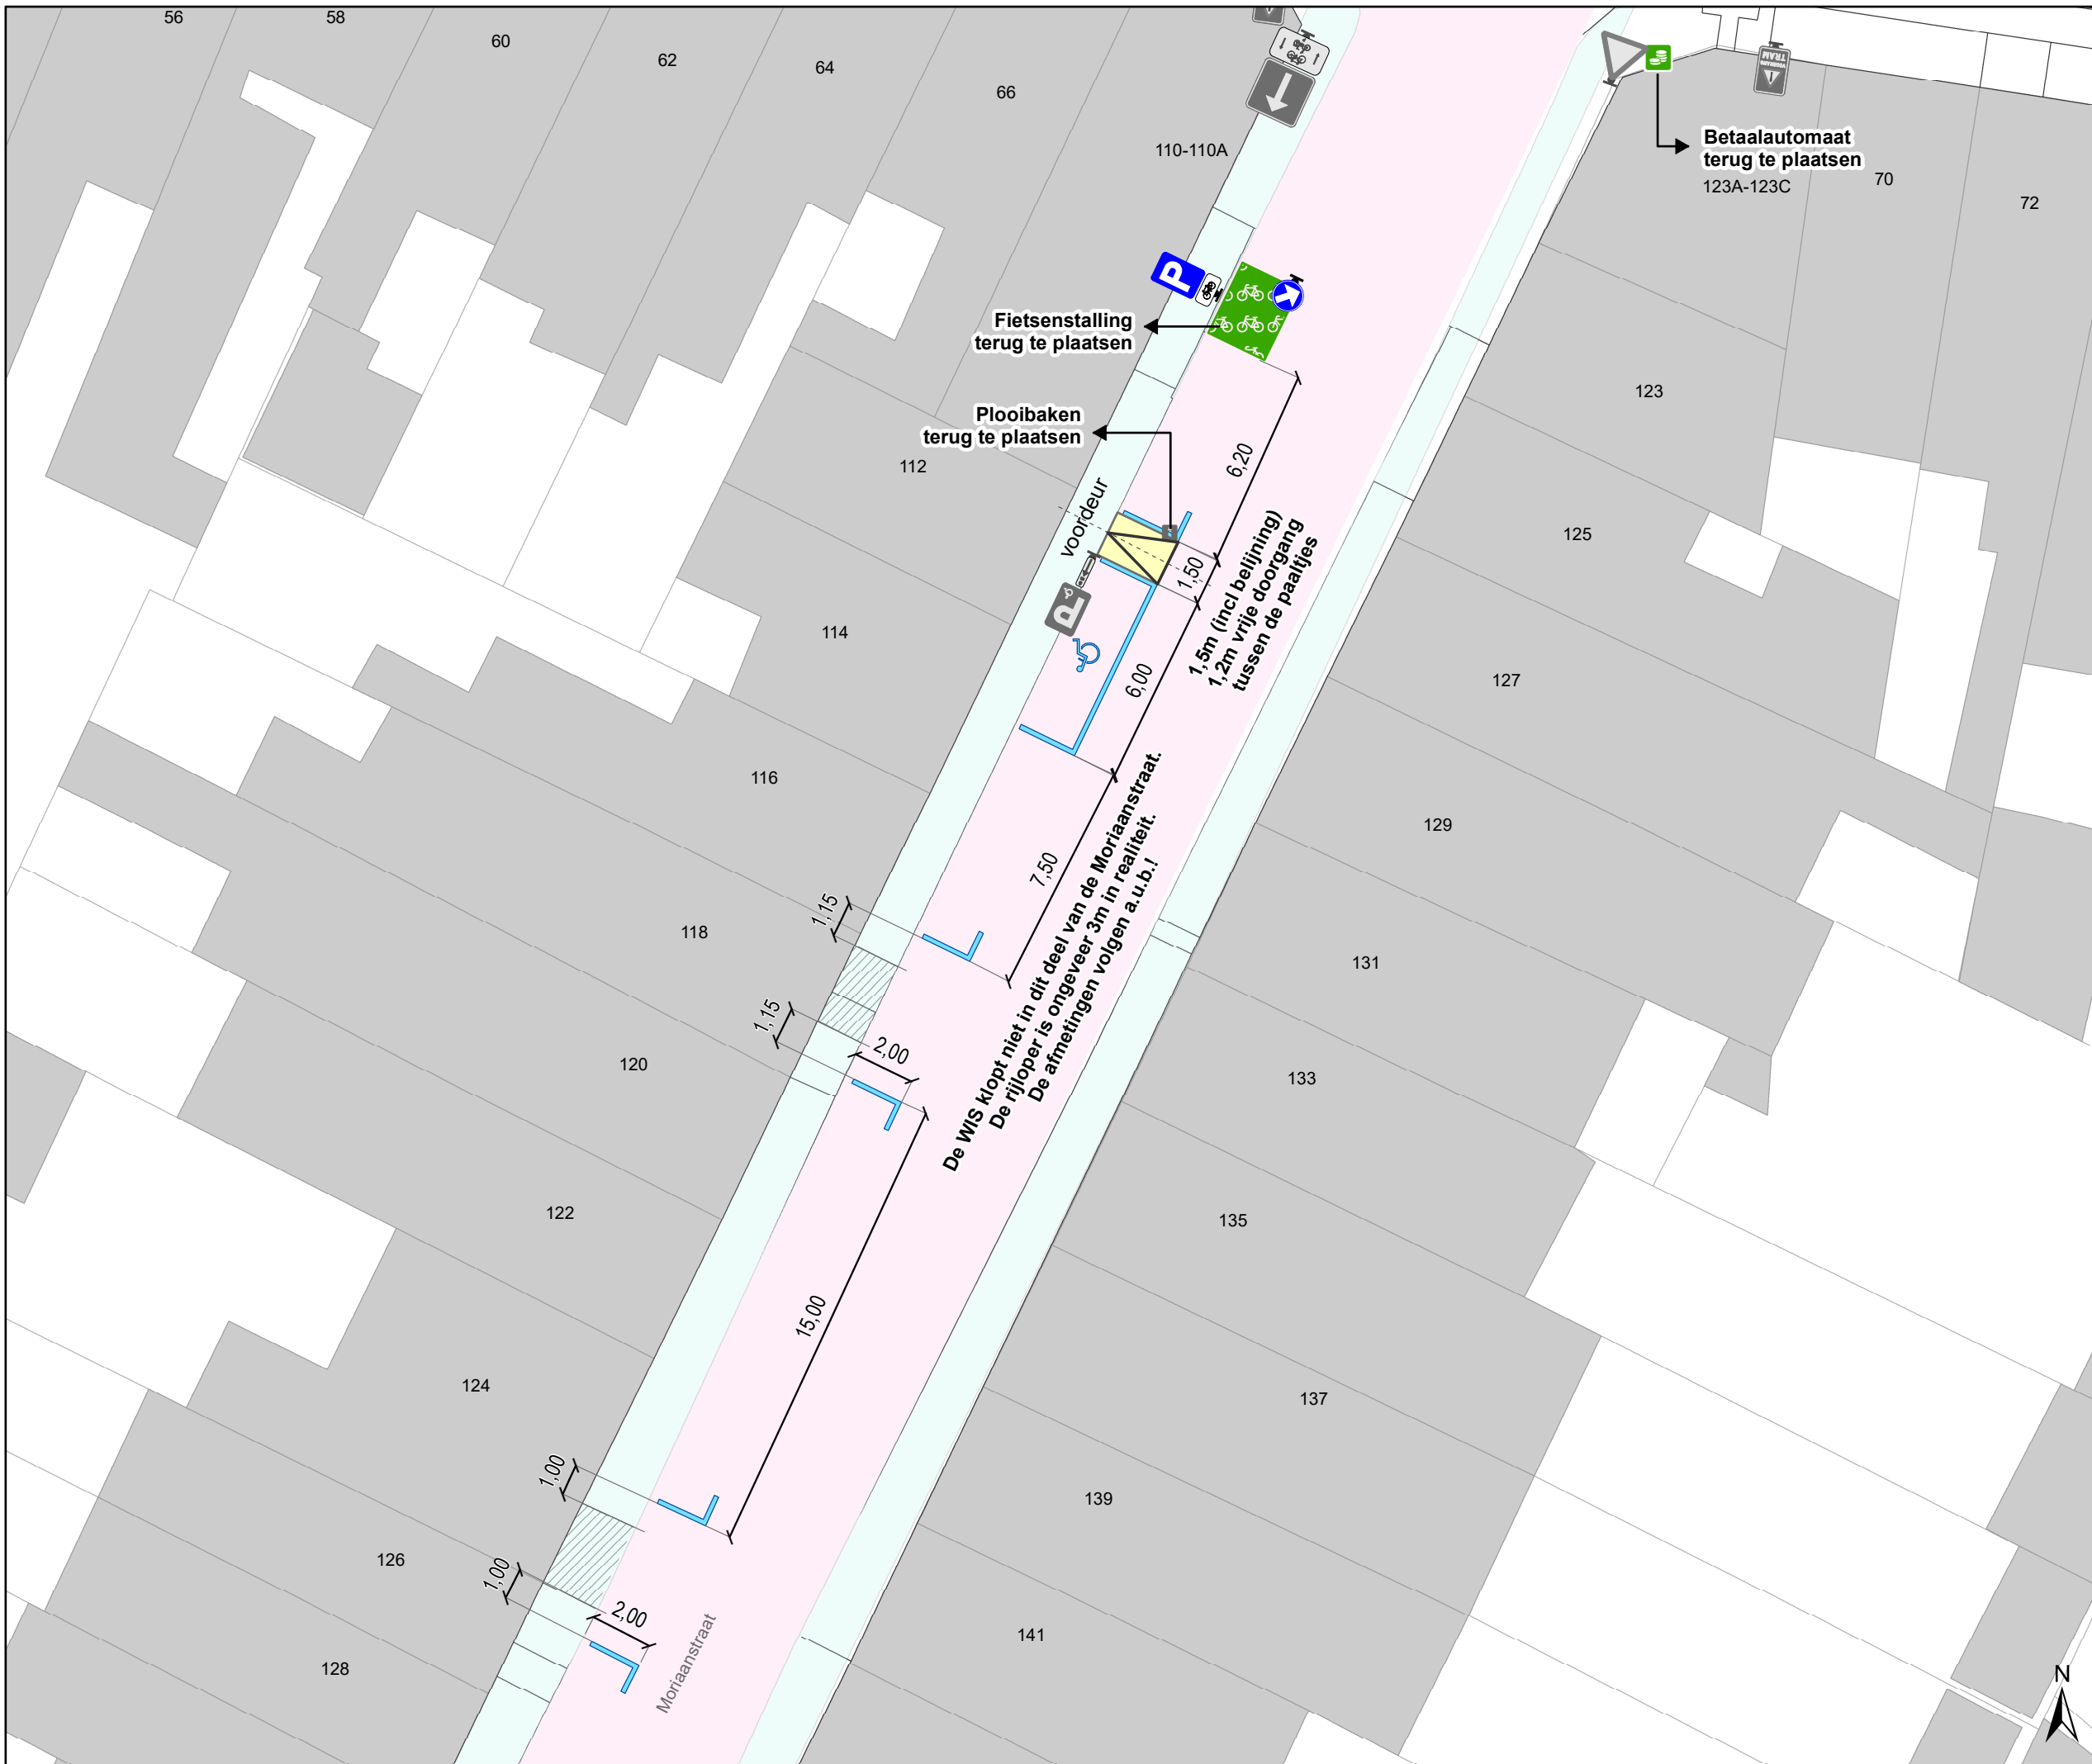 56
58
60
62
64
66
110-110A
Betaalautomaat
terug te plaatsen
123A-123C
70
72
P
Fietsenstalling
terug te plaatsen
Plooibaken
terug te plaatsen
112
123
125
127
129
131
133
135
137
139
141
114
116
118
120
122
124
126
128
voordeur
P
6,20
1,50
6,00
7,50
1,5m (incl belijning)
1,2m vrije doorgang
tussen de paaltjes
De WIS klopt niet in dit deel van de Moriaanstraat.
De rijloper is ongeveer 3m in realiteit.
De afmetingen volgen a.u.b.!
1,15
1,15
2,00
15,00
1,00
1,00
2,00
Moriaanstraat
N